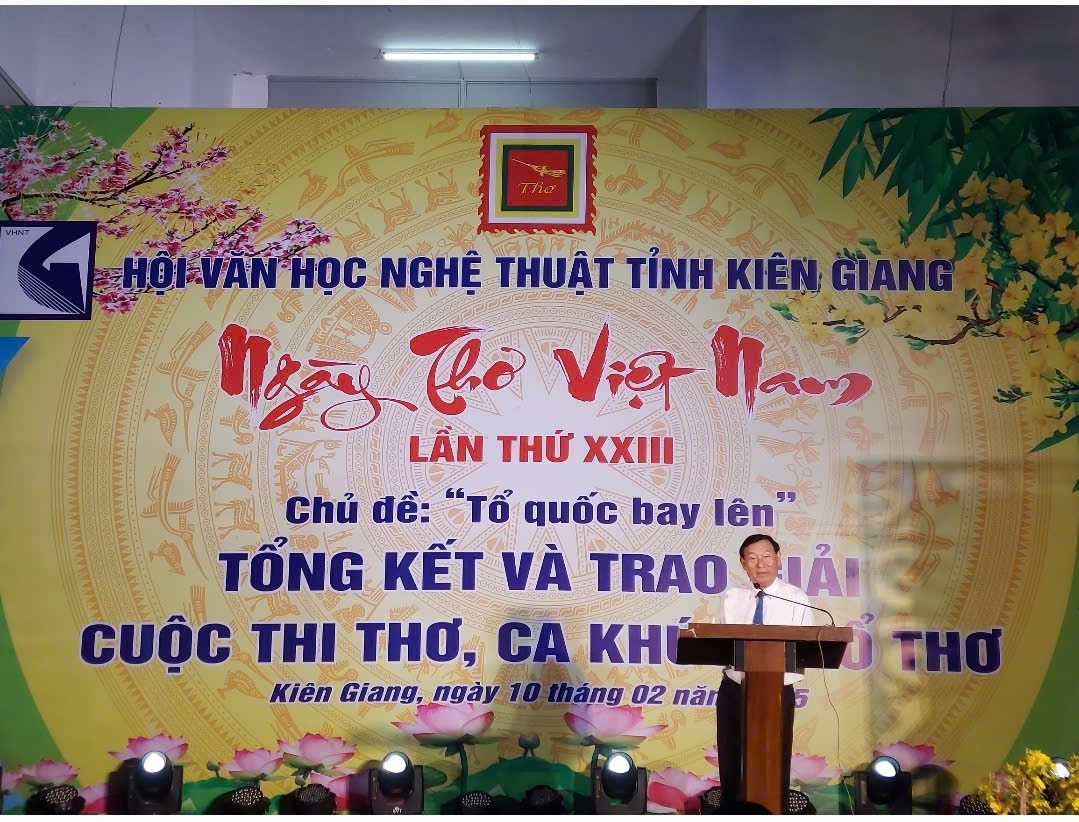 Thơ
VHNT
HỘI VĂN HỌC NGHỆ THUẬT TỈNH KIÊN GIANG
Ngày Thơ Việt Nam
LẦN THỨ XXIII
Chủ đề: “Tổ quốc bay lên”
TỔNG KẾT VÀ TRAO GIẢI
CUỘC THI THƠ, CA KHÚC THƠ
Kiên Giang, ngày 10 tháng 02